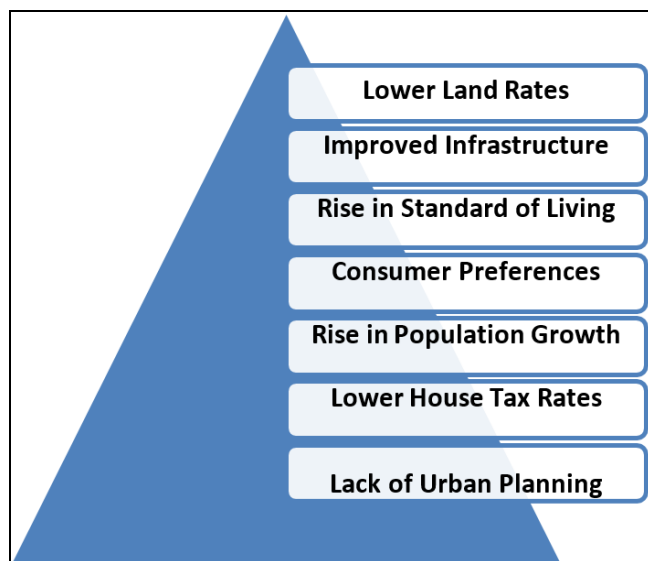 Lower Land Rates
Improved Infrastructure
Rise in Standard of Living
Consumer Preferences
Rise in Population Growth
Lower House Tax Rates
Lack of Urban Planning